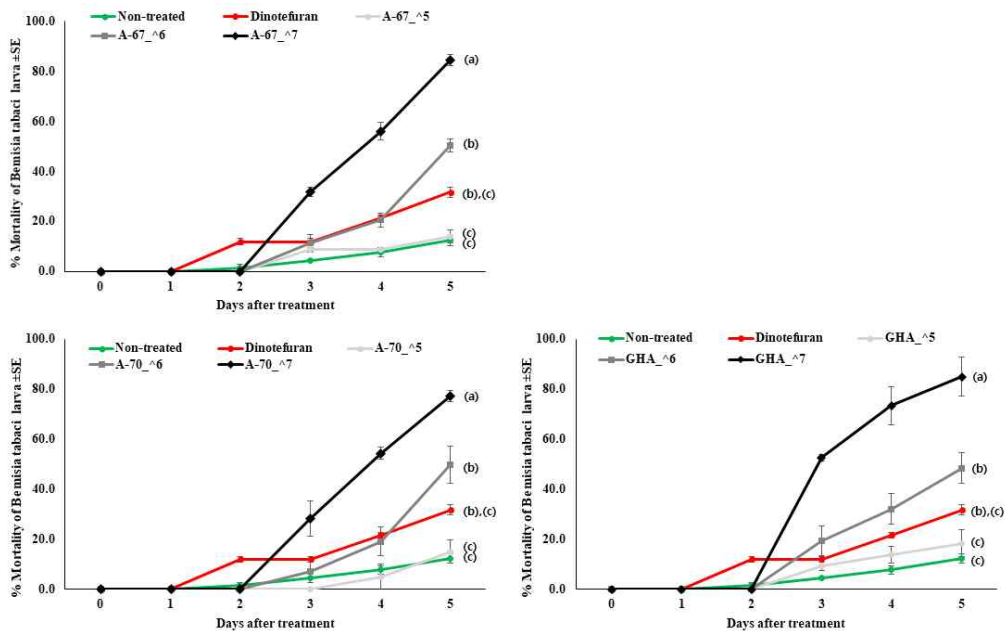 % Mortality of Bemisia tabaci larva ±SE
Non-treated Dinotefuran A-67_^5
A-67_^6 A-67_^7
100.0
80.0
60.0
40.0
20.0
0.0
(a)
(b)
(b),(c)
(c)
(c)
0 1 2 3 4 5
Days after treatment
% Mortality of Bemisia tabaci larva ±SE
Non-treated Dinotefuran A-70_^5
A-70_^6 A-70_^7
100.0
80.0
60.0
40.0
20.0
0.0
(a)
(b)
(b),(c)
(c)
(c)
0 1 2 3 4 5
Days after treatment
% Mortality of Bemisia tabaci larva ±SE
Non-treated Dinotefuran GHA_^5
GHA_^6 GHA_^7
100.0
80.0
60.0
40.0
20.0
0.0
(a)
(b)
(b),(c)
(c)
(c)
0 1 2 3 4 5
Days after treatment